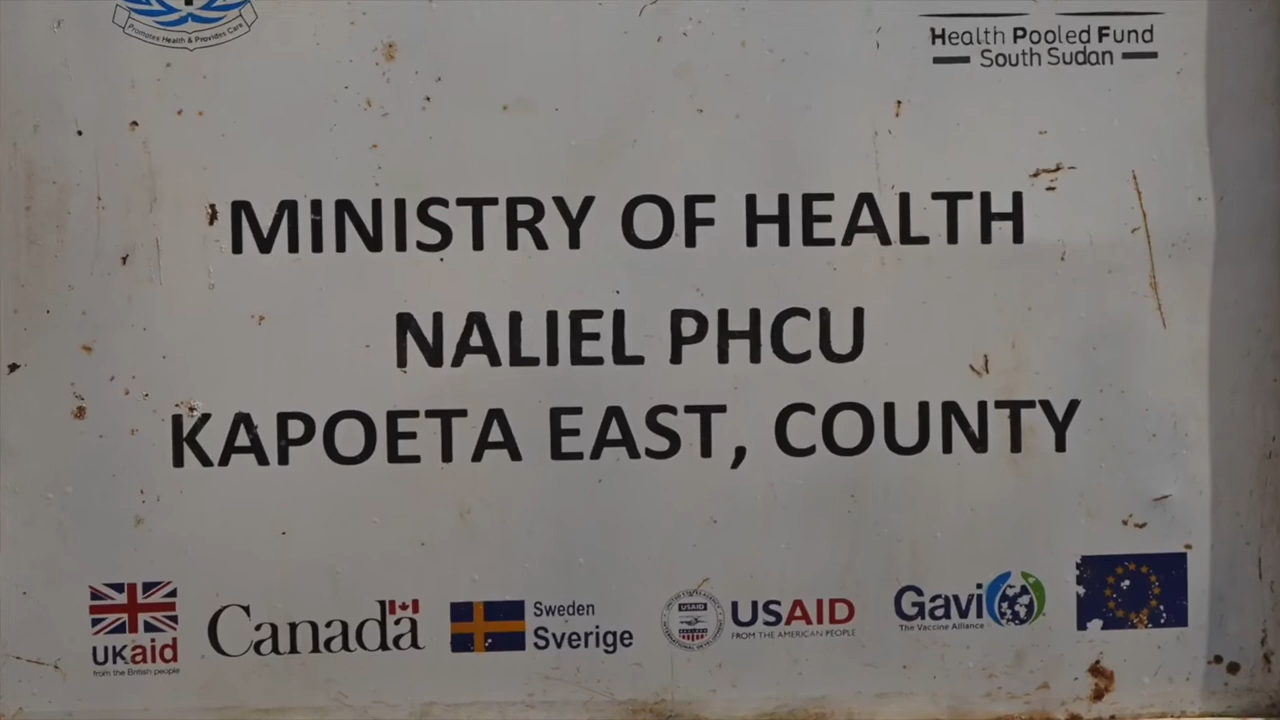 Promotes Health & Provides Care
Health Pooled Fund
South Sudan
MINISTRY OF HEALTH
NALIEL PHCU
KAPOETA EAST, COUNTY
UKaid
from the British people
Canada
Sweden
Sverige
USAID
USAID
FROM THE AMERICAN PEOPLE
Gavi
The Vaccine Alliance